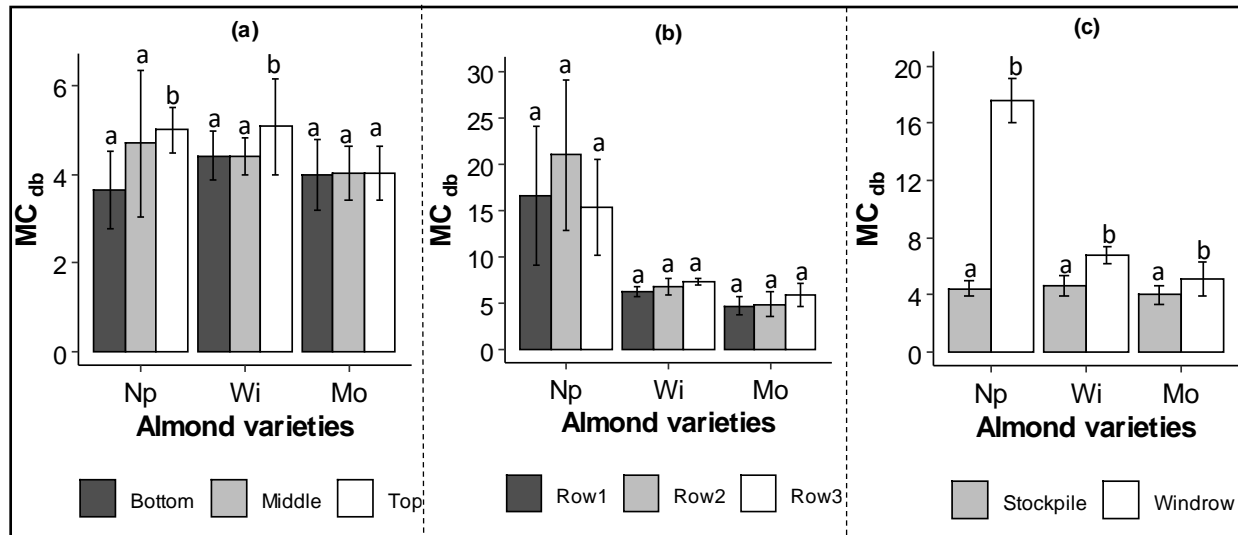 (a)
MC db
6
4
2
0
a a b
a a b
a a a
Np Wi Mo
Almond varieties
Bottom Middle Top
(b)
MC db
30
25
20
15
10
5
0
a a a
a a a
a a a
Np Wi Mo
Almond varieties
Row1 Row2 Row3
(c)
MC db
20
16
12
8
4
0
a b
a b
a b
Np Wi Mo
Almond varieties
Stockpile Windrow